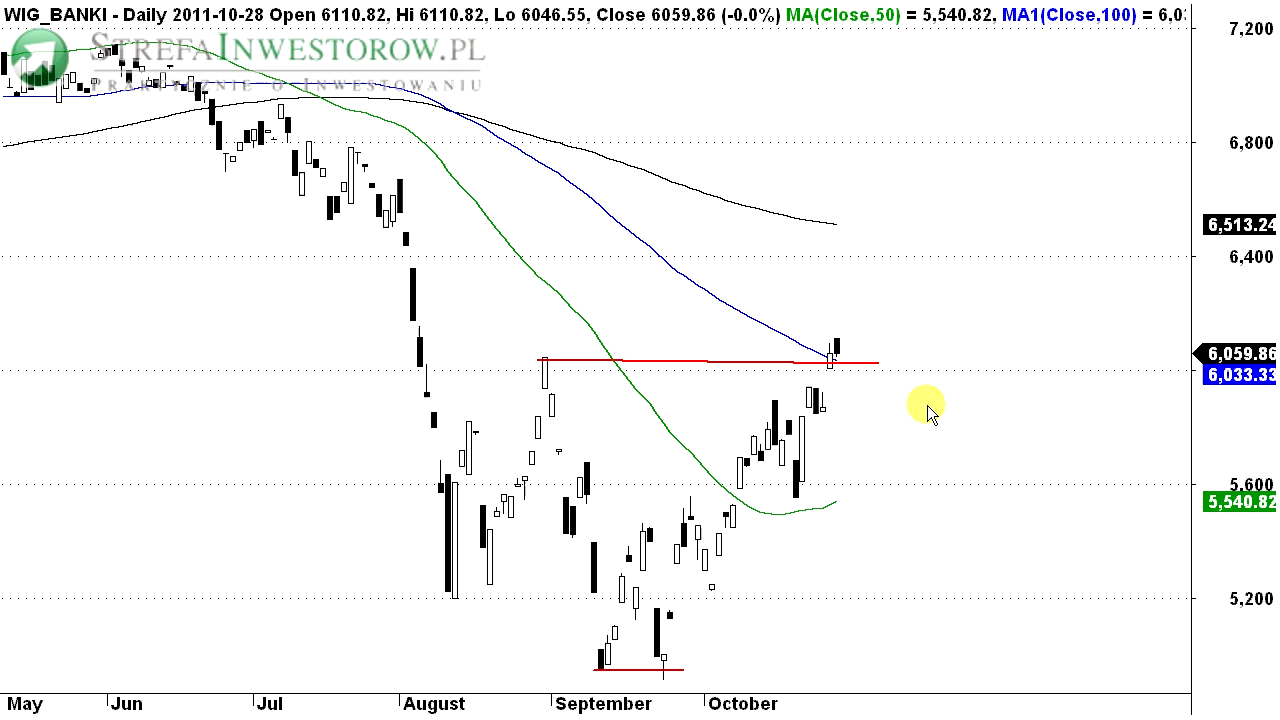 WIG_BANKI - Daily 2011-10-28 Open 6110.82, Hi 6110.82, Lo 6046.55, Close 6059.86 (-0.0%) MA(Close,50) = 5,540.82, MA1(Close,100) = 6,03
STREFAINWESTOROW.PL
PRAKTYCZNIE O INWESTOWANIU
7,200
6,800
6,513.24
6,400
6,059.86
6,033.33
5,600
5,540.82
5,200
May Jun Jul August September October